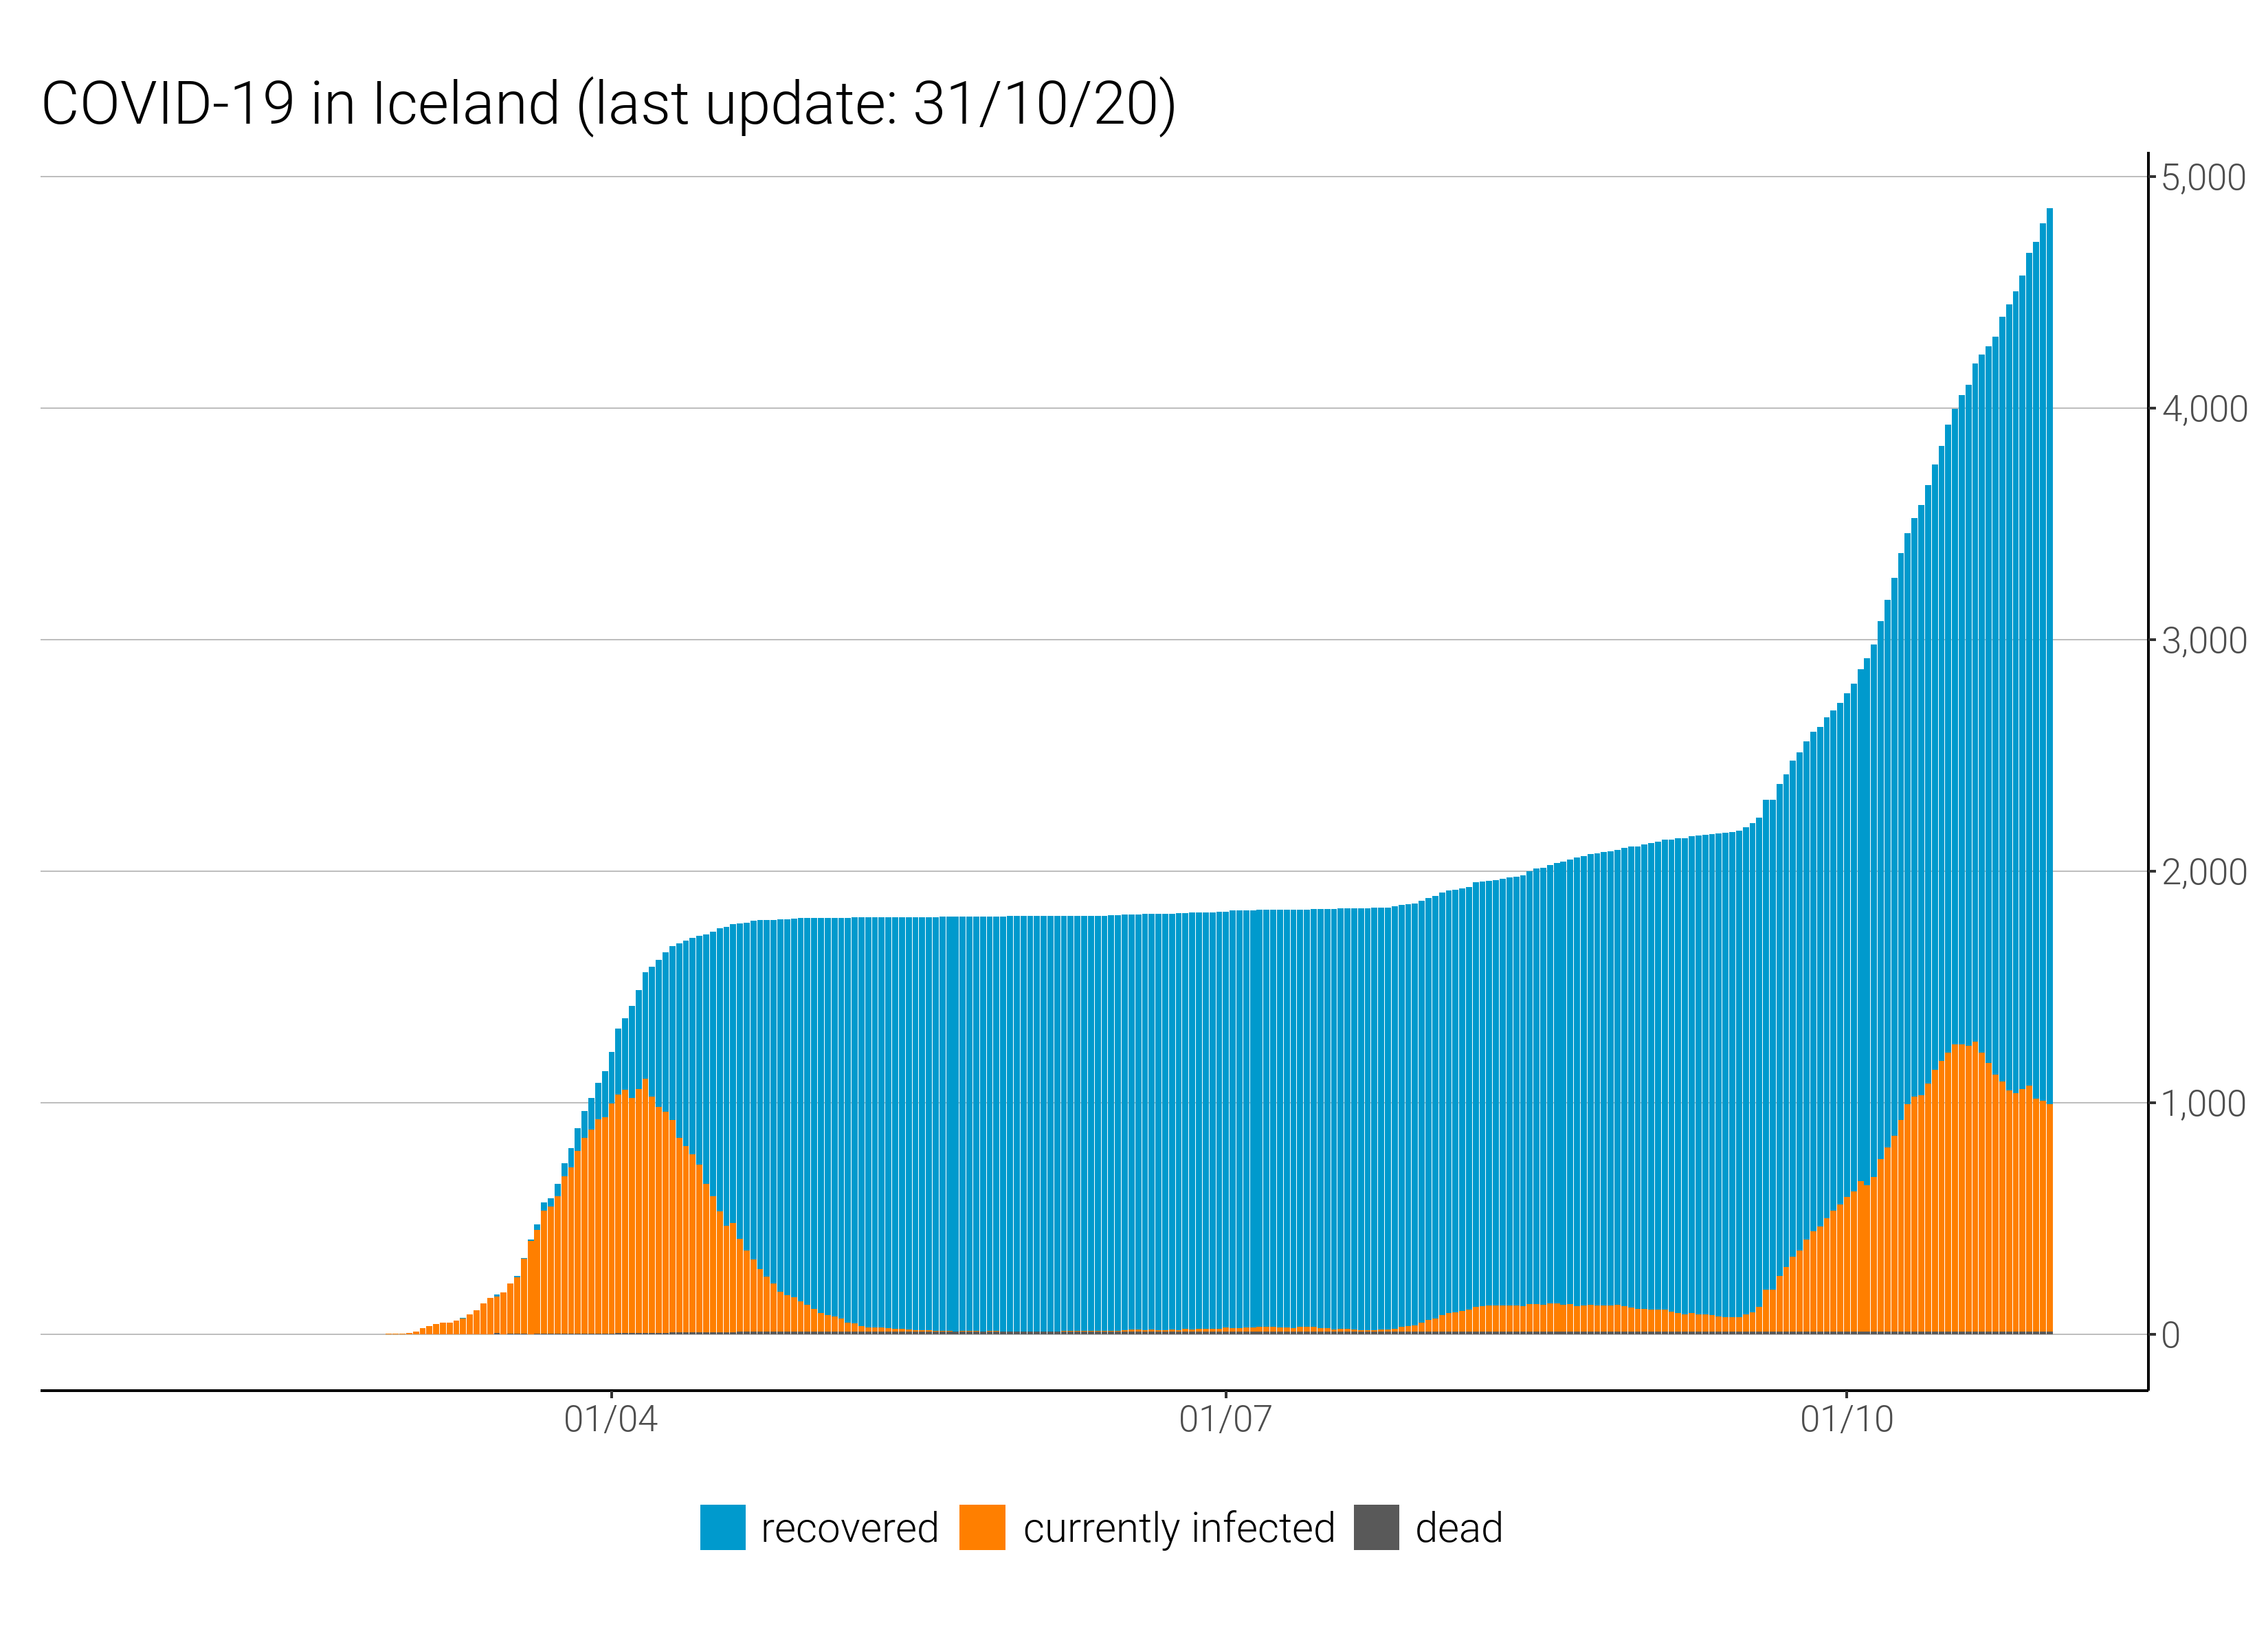 COVID-19 in Iceland (last update: 31/10/20)
5,000
4,000
3,000
2,000
1,000
0
01/04 01/07 01/10
recovered currently infected dead